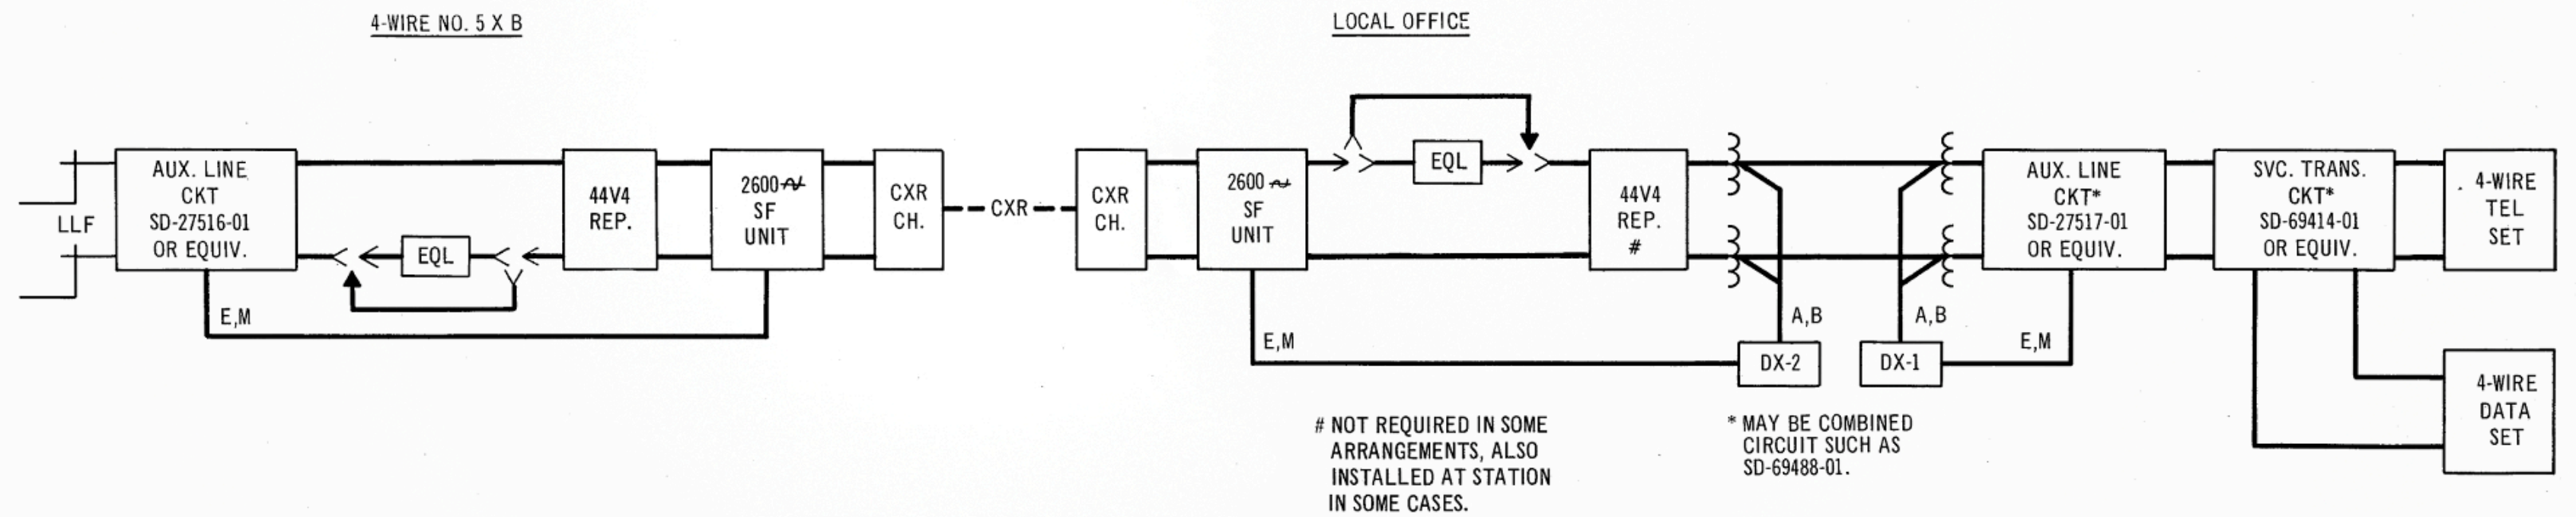 4-WIRE NO. 5 X B
LOCAL OFFICE
LLF
AUX. LINE
CKT
SD-27516-01
OR EQUIV.
E,M
EQL
44V4
REP.
2600~
SF
UNIT
CXR
CH.
CXR
CXR
CH.
2600~
SF
UNIT
E,M
EQL
44V4
REP.
#
A,B
DX-2
A,B
DX-1
E,M
AUX. LINE
CKT*
SD-27517-01
OR EQUIV.
SVC. TRANS.
CKT*
SD-69414-01
OR EQUIV.
4-WIRE
TEL
SET
4-WIRE
DATA
SET
# NOT REQUIRED IN SOME
ARRANGEMENTS, ALSO
INSTALLED AT STATION
IN SOME CASES.
* MAY BE COMBINED
CIRCUIT SUCH AS
SD-69488-01.